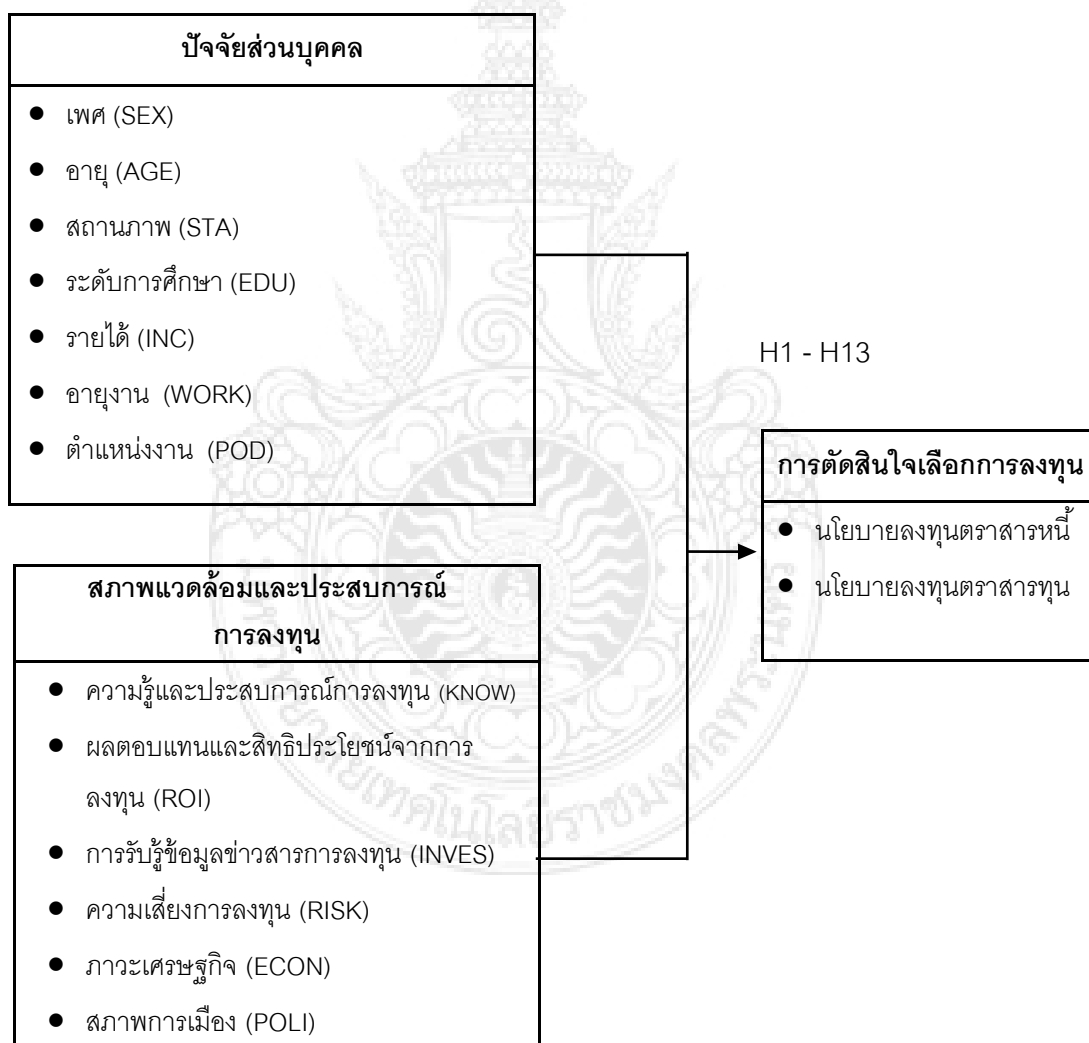 ปัจจัยส่วนบุคคล
● เพศ (SEX)
● อายุ (AGE)
● สถานภาพ (STA)
● ระดับการศึกษา (EDU)
● รายได้ (INC)
● อายุงาน (WORK)
● ตำแหน่งงาน (POD)
สภาพแวดล้อมและประสบการณ์
การลงทุน
● ความรู้และประสบการณ์การลงทุน (KNOW)
● ผลตอบแทนและสิทธิประโยชน์จากการ
ลงทุน (ROI)
● การรับรู้ข้อมูลข่าวสารการลงทุน (INVES)
● ความเสี่ยงการลงทุน (RISK)
● ภาวะเศรษฐกิจ (ECON)
● สภาพการเมือง (POLI)
H1 - H13
การตัดสินใจเลือกการลงทุน
● นโยบายลงทุนตราสารหนี้
● นโยบายลงทุนตราสารทุน